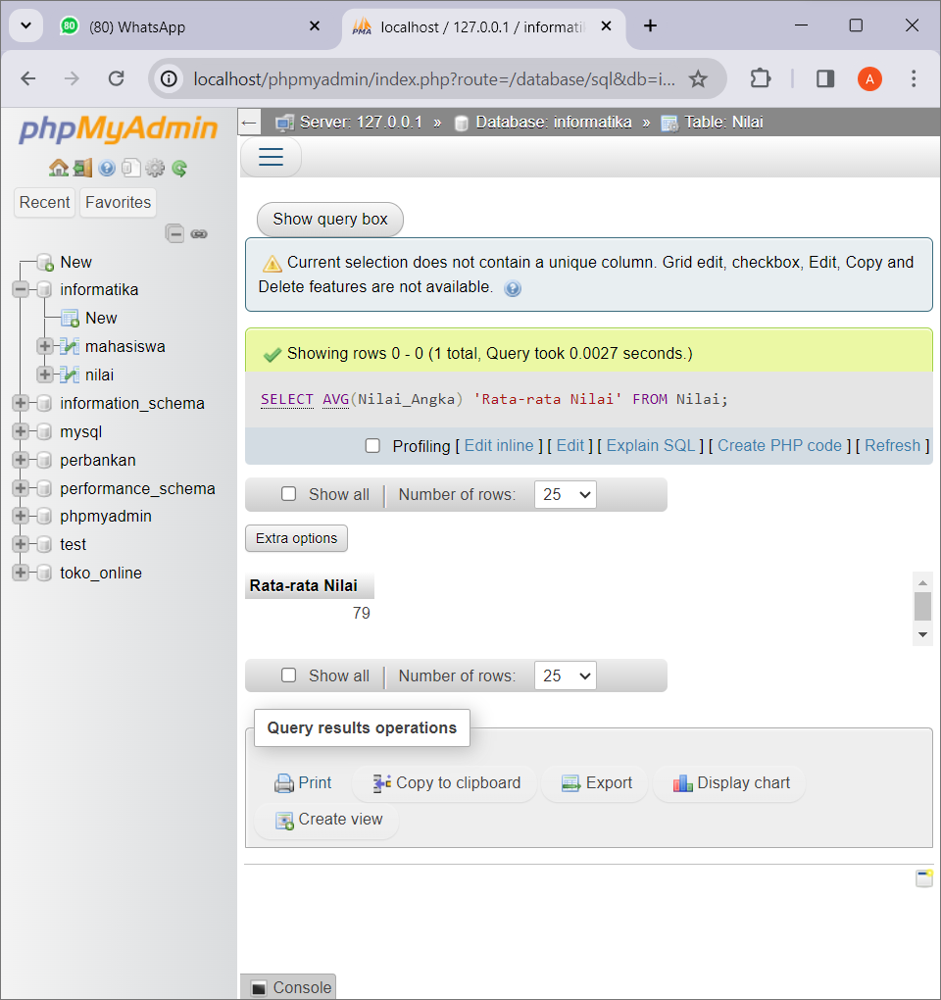 80 (80) WhatsApp
PMA localhost / 127.0.0.1 / informati
localhost/phpmyadmin/index.php?route=/database/sql&db=i...
A
phpMyAdmin
Recent Favorites
New
informatika
New
mahasiswa
nilai
information_schema
mysql
perbankan
performance_schema
phpmyadmin
test
toko_online
← Server: 127.0.0.1 » Database: informatika » Table: Nilai
Show query box
Current selection does not contain a unique column. Grid edit, checkbox, Edit, Copy and
Delete features are not available.
Showing rows 0 - 0 (1 total, Query took 0.0027 seconds.)
SELECT AVG(Nilai_Angka) 'Rata-rata Nilai' FROM Nilai;
Profiling [ Edit inline ] [ Edit ] [ Explain SQL ] [ Create PHP code ] [ Refresh ]
Show all | Number of rows: 25
Extra options
Rata-rata Nilai
79
Show all | Number of rows: 25
Query results operations
Print Copy to clipboard Export Display chart
Create view
Console